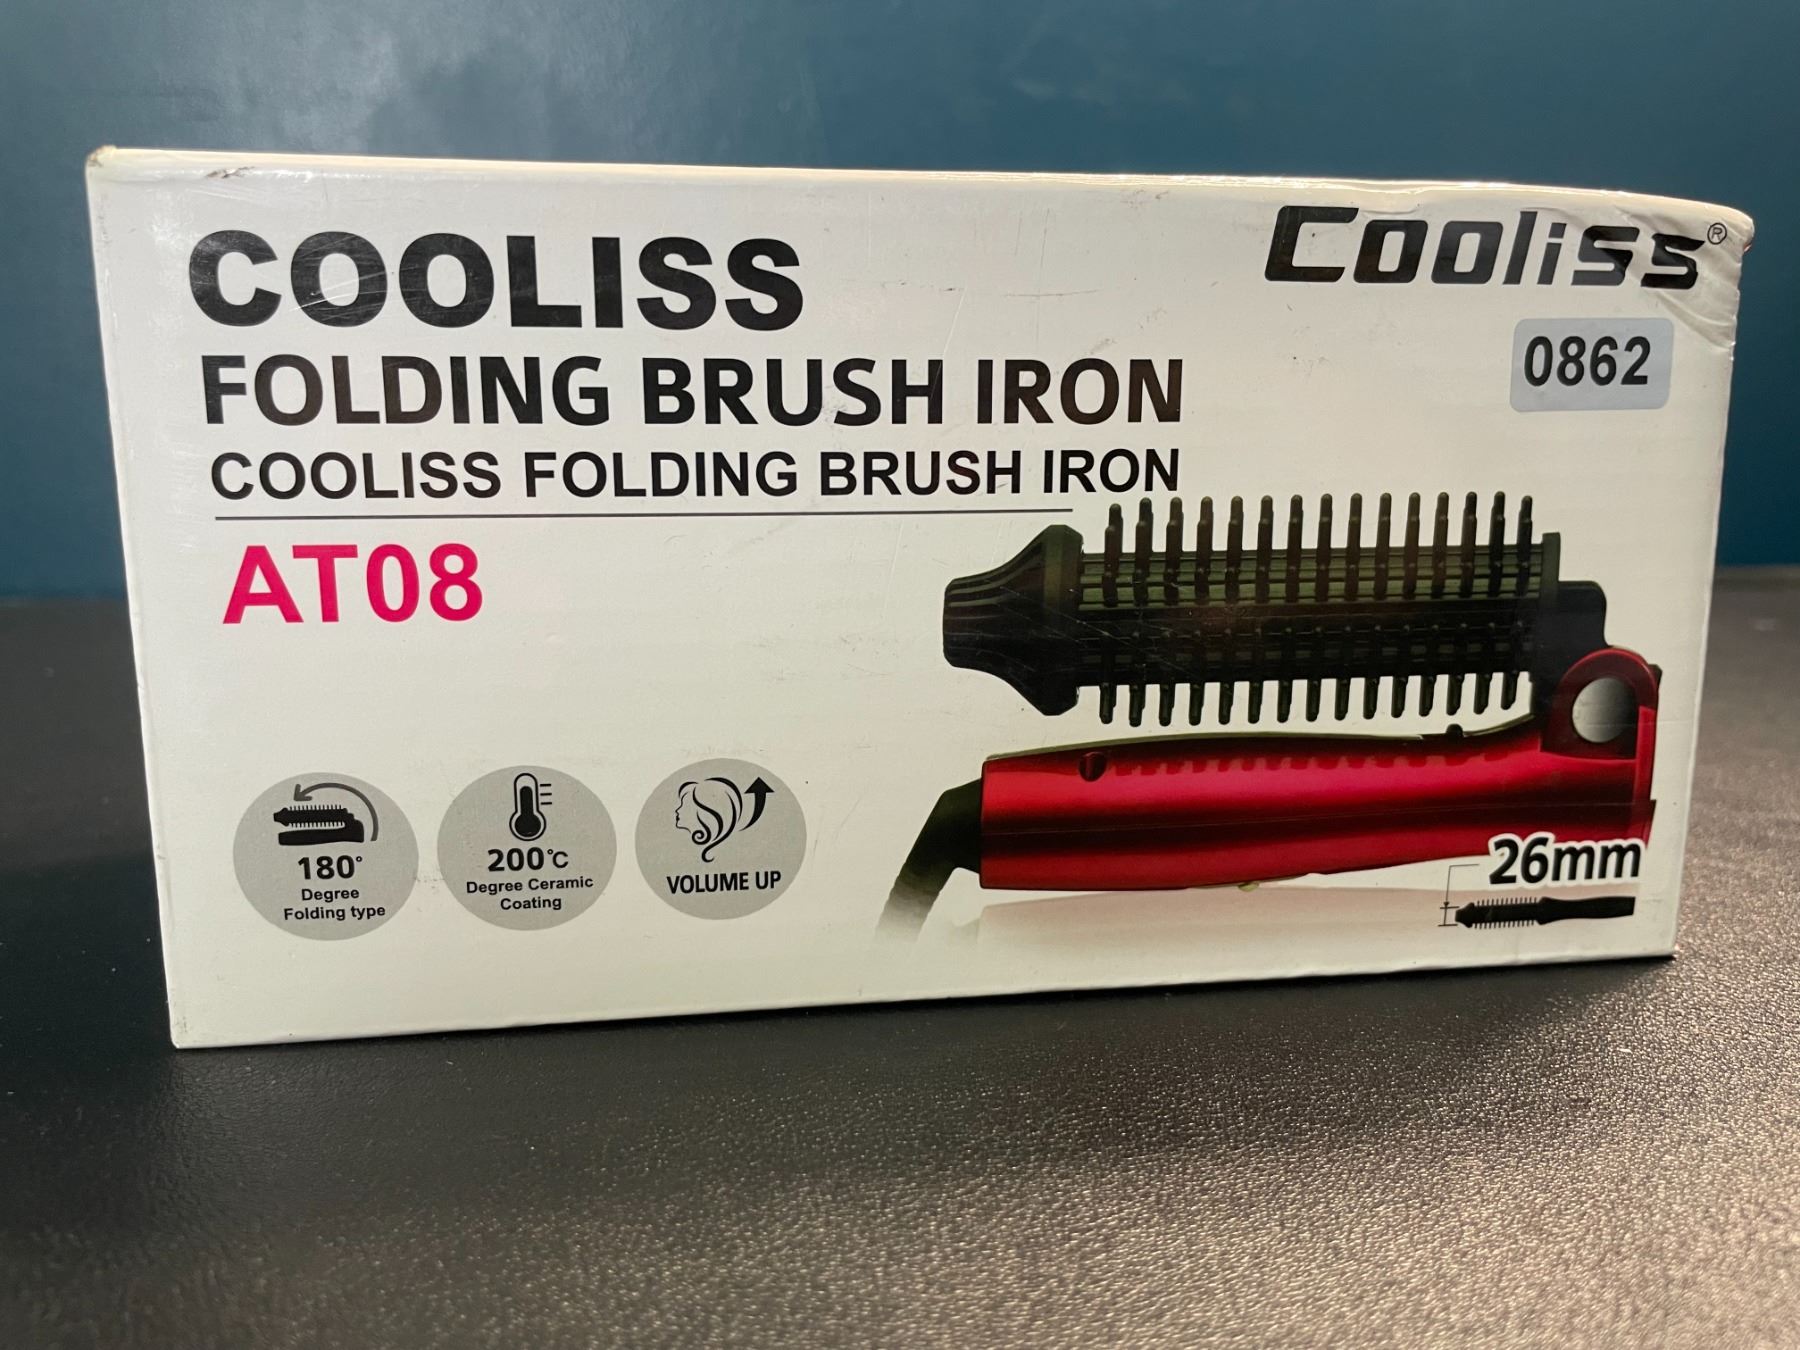 COOLISS
Cooliss®
0862
FOLDING BRUSH IRON
COOLISS FOLDING BRUSH IRON
AT08
180°
Degree
Folding type
200°C
Degree Ceramic
Coating
VOLUME UP
26mm